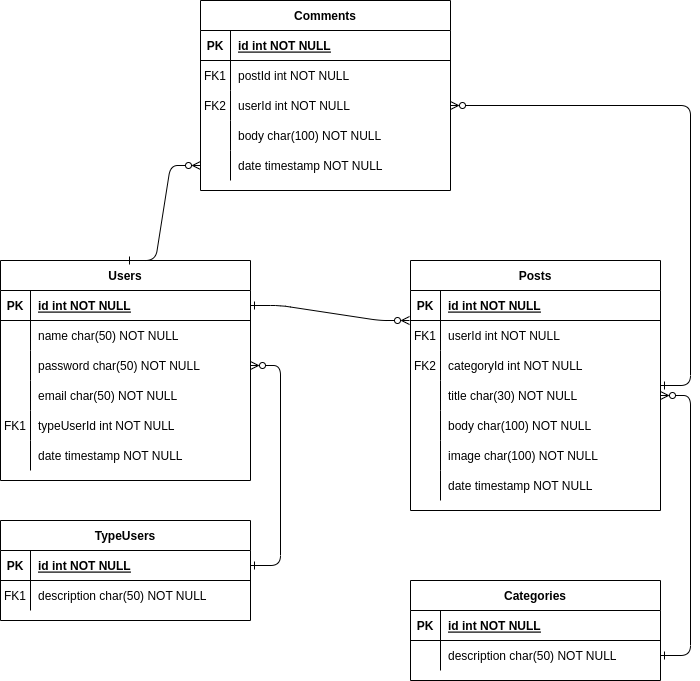 Comments
PK id int NOT NULL
FK1 postId int NOT NULL
FK2 userId int NOT NULL
body char(100) NOT NULL
date timestamp NOT NULL
Users
PK id int NOT NULL
name char(50) NOT NULL
password char(50) NOT NULL
email char(50) NOT NULL
FK1 typeUserId int NOT NULL
date timestamp NOT NULL
Posts
PK id int NOT NULL
FK1 userId int NOT NULL
FK2 categoryId int NOT NULL
title char(30) NOT NULL
body char(100) NOT NULL
image char(100) NOT NULL
date timestamp NOT NULL
TypeUsers
PK id int NOT NULL
FK1 description char(50) NOT NULL
Categories
PK id int NOT NULL
description char(50) NOT NULL